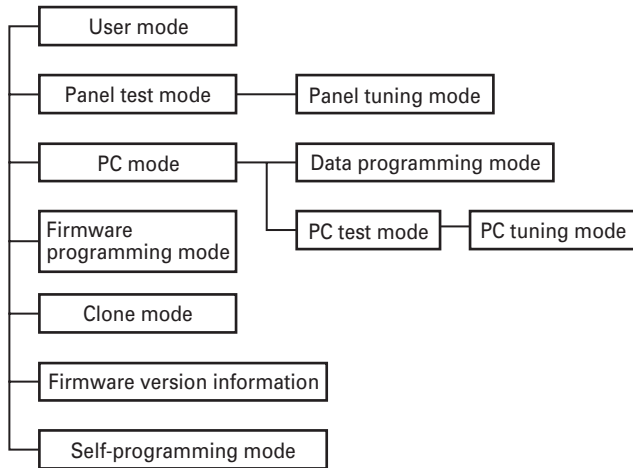 User mode
Panel test mode
Panel tuning mode
PC mode
Data programming mode
Firmware
programming mode
PC test mode
PC tuning mode
Clone mode
Firmware version information
Self-programming mode